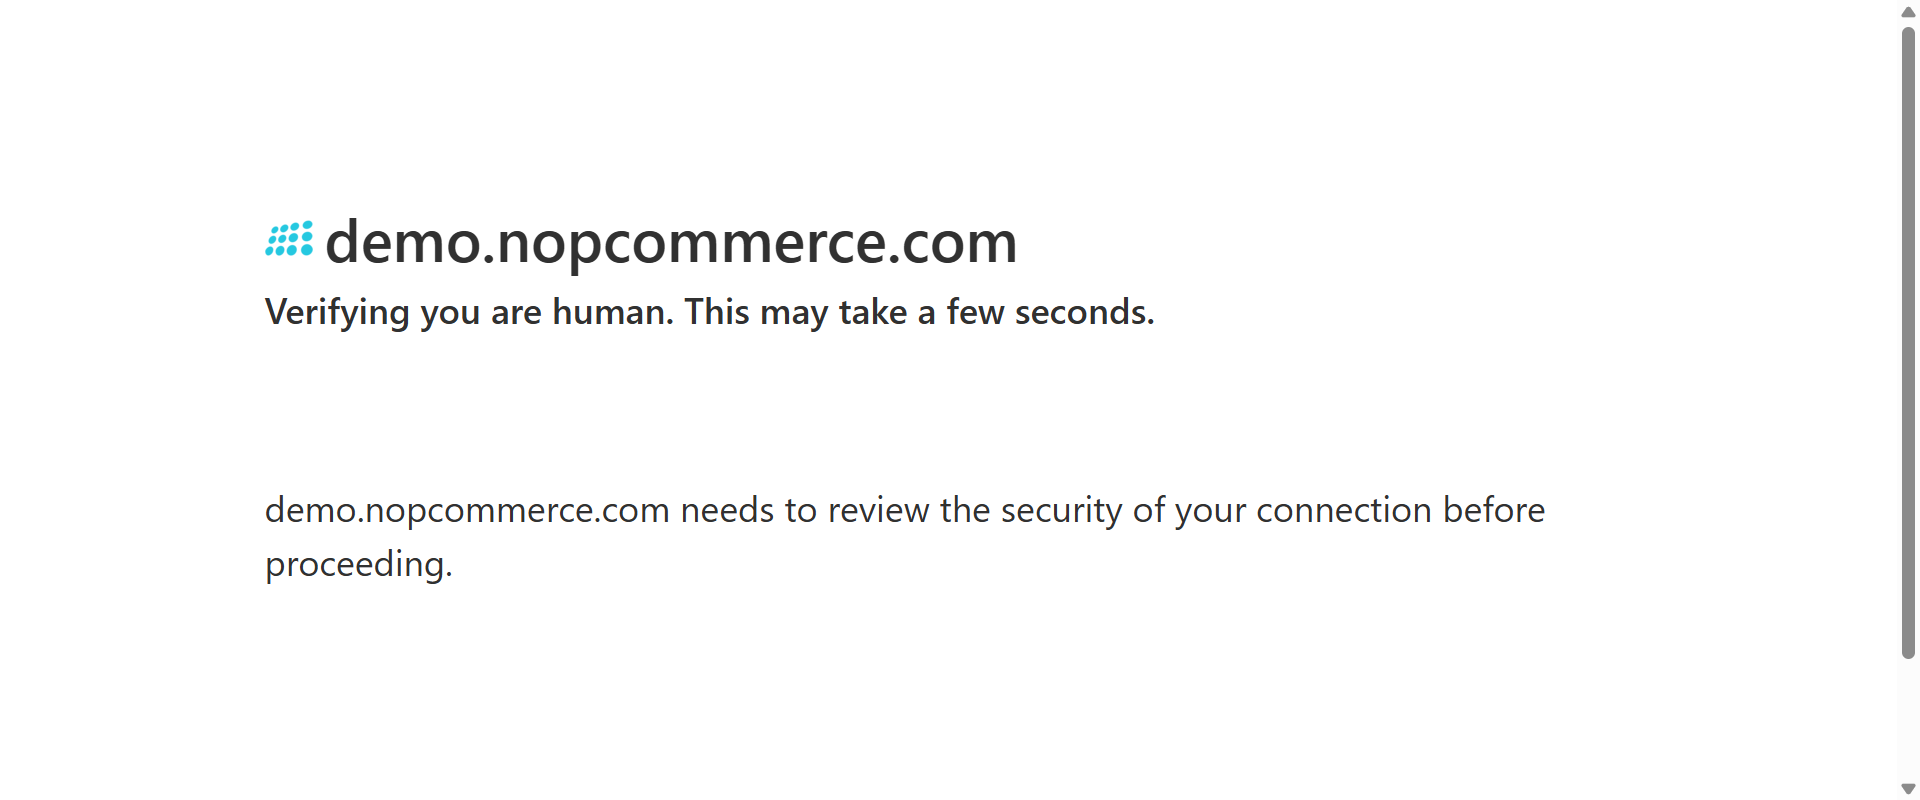 demo.nopcommerce.com
Verifying you are human. This may take a few seconds.
demo.nopcommerce.com needs to review the security of your connection before
proceeding.